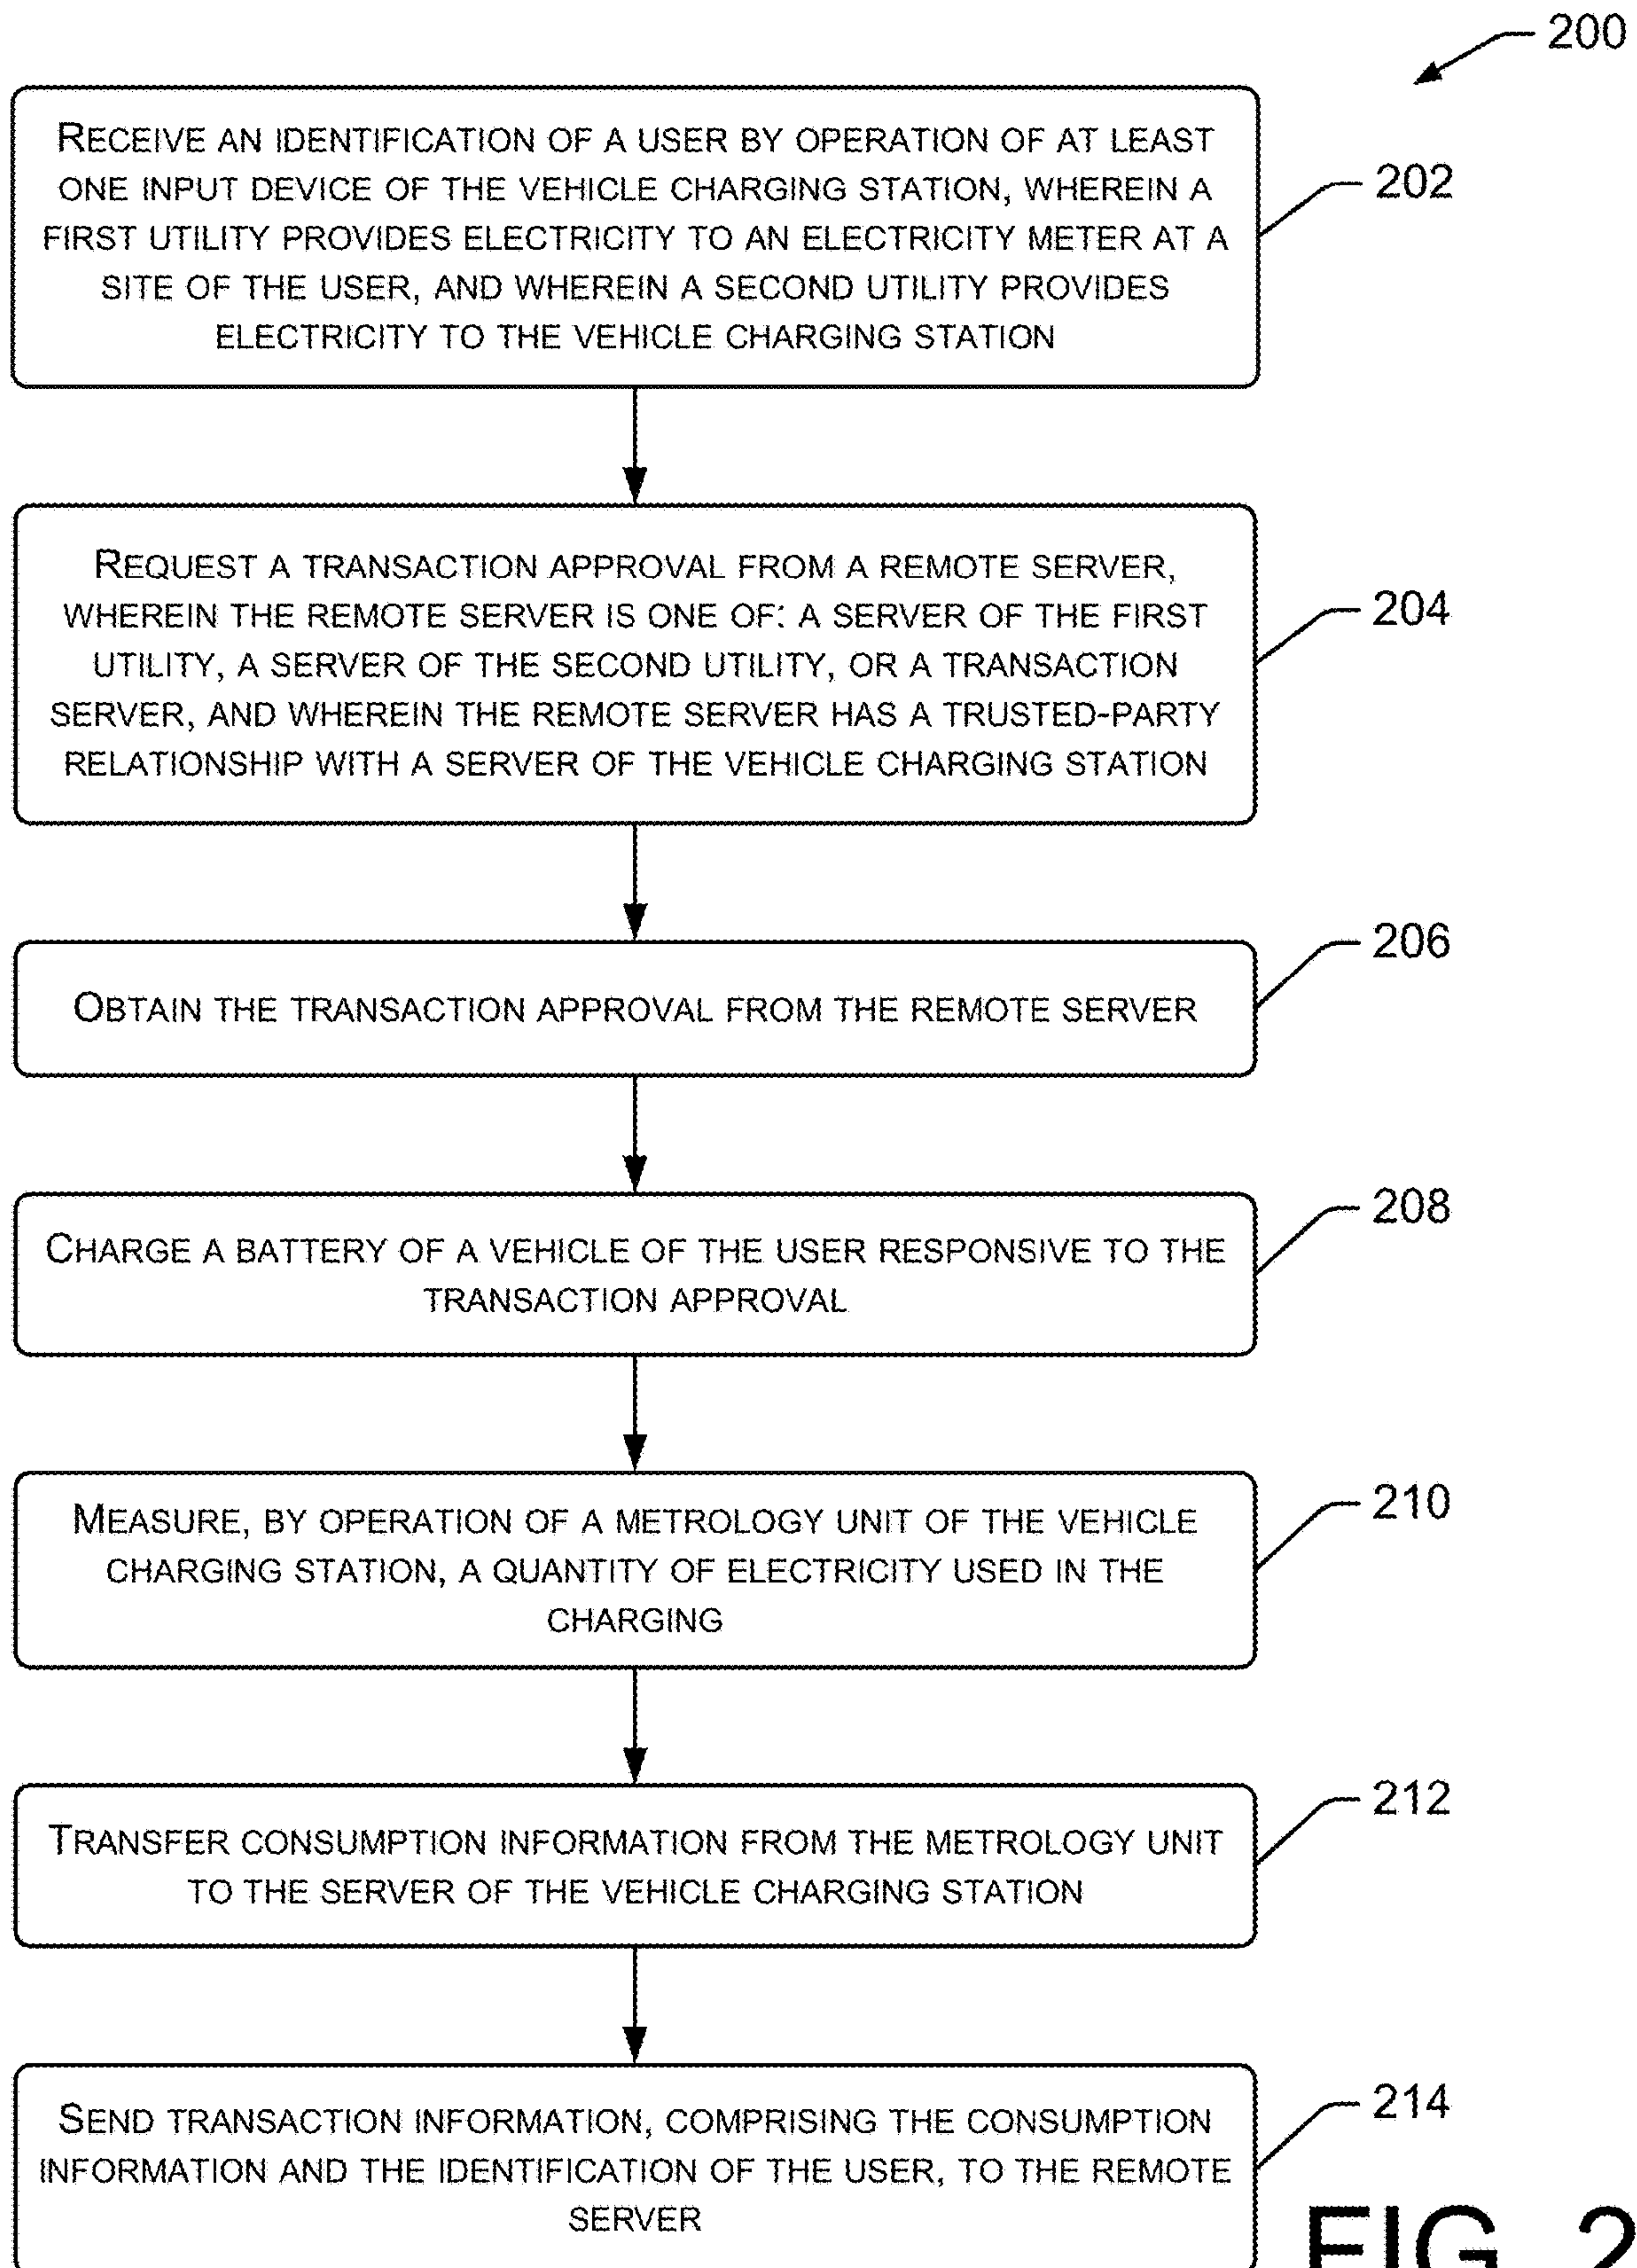 200
RECEIVE AN IDENTIFICATION OF A USER BY OPERATION OF AT LEAST
ONE INPUT DEVICE OF THE VEHICLE CHARGING STATION, WHEREIN A
FIRST UTILITY PROVIDES ELECTRICITY TO AN ELECTRICITY METER AT A
SITE OF THE USER, AND WHEREIN A SECOND UTILITY PROVIDES
ELECTRICITY TO THE VEHICLE CHARGING STATION
202
REQUEST A TRANSACTION APPROVAL FROM A REMOTE SERVER,
WHEREIN THE REMOTE SERVER IS ONE OF: A SERVER OF THE FIRST
UTILITY, A SERVER OF THE SECOND UTILITY, OR A TRANSACTION
SERVER, AND WHEREIN THE REMOTE SERVER HAS A TRUSTED-PARTY
RELATIONSHIP WITH A SERVER OF THE VEHICLE CHARGING STATION
204
OBTAIN THE TRANSACTION APPROVAL FROM THE REMOTE SERVER
206
CHARGE A BATTERY OF A VEHICLE OF THE USER RESPONSIVE TO THE
TRANSACTION APPROVAL
208
MEASURE, BY OPERATION OF A METROLOGY UNIT OF THE VEHICLE
CHARGING STATION, A QUANTITY OF ELECTRICITY USED IN THE
CHARGING
210
TRANSFER CONSUMPTION INFORMATION FROM THE METROLOGY UNIT
TO THE SERVER OF THE VEHICLE CHARGING STATION
212
SEND TRANSACTION INFORMATION, COMPRISING THE CONSUMPTION
INFORMATION AND THE IDENTIFICATION OF THE USER, TO THE REMOTE
SERVER
214
FIG. 2